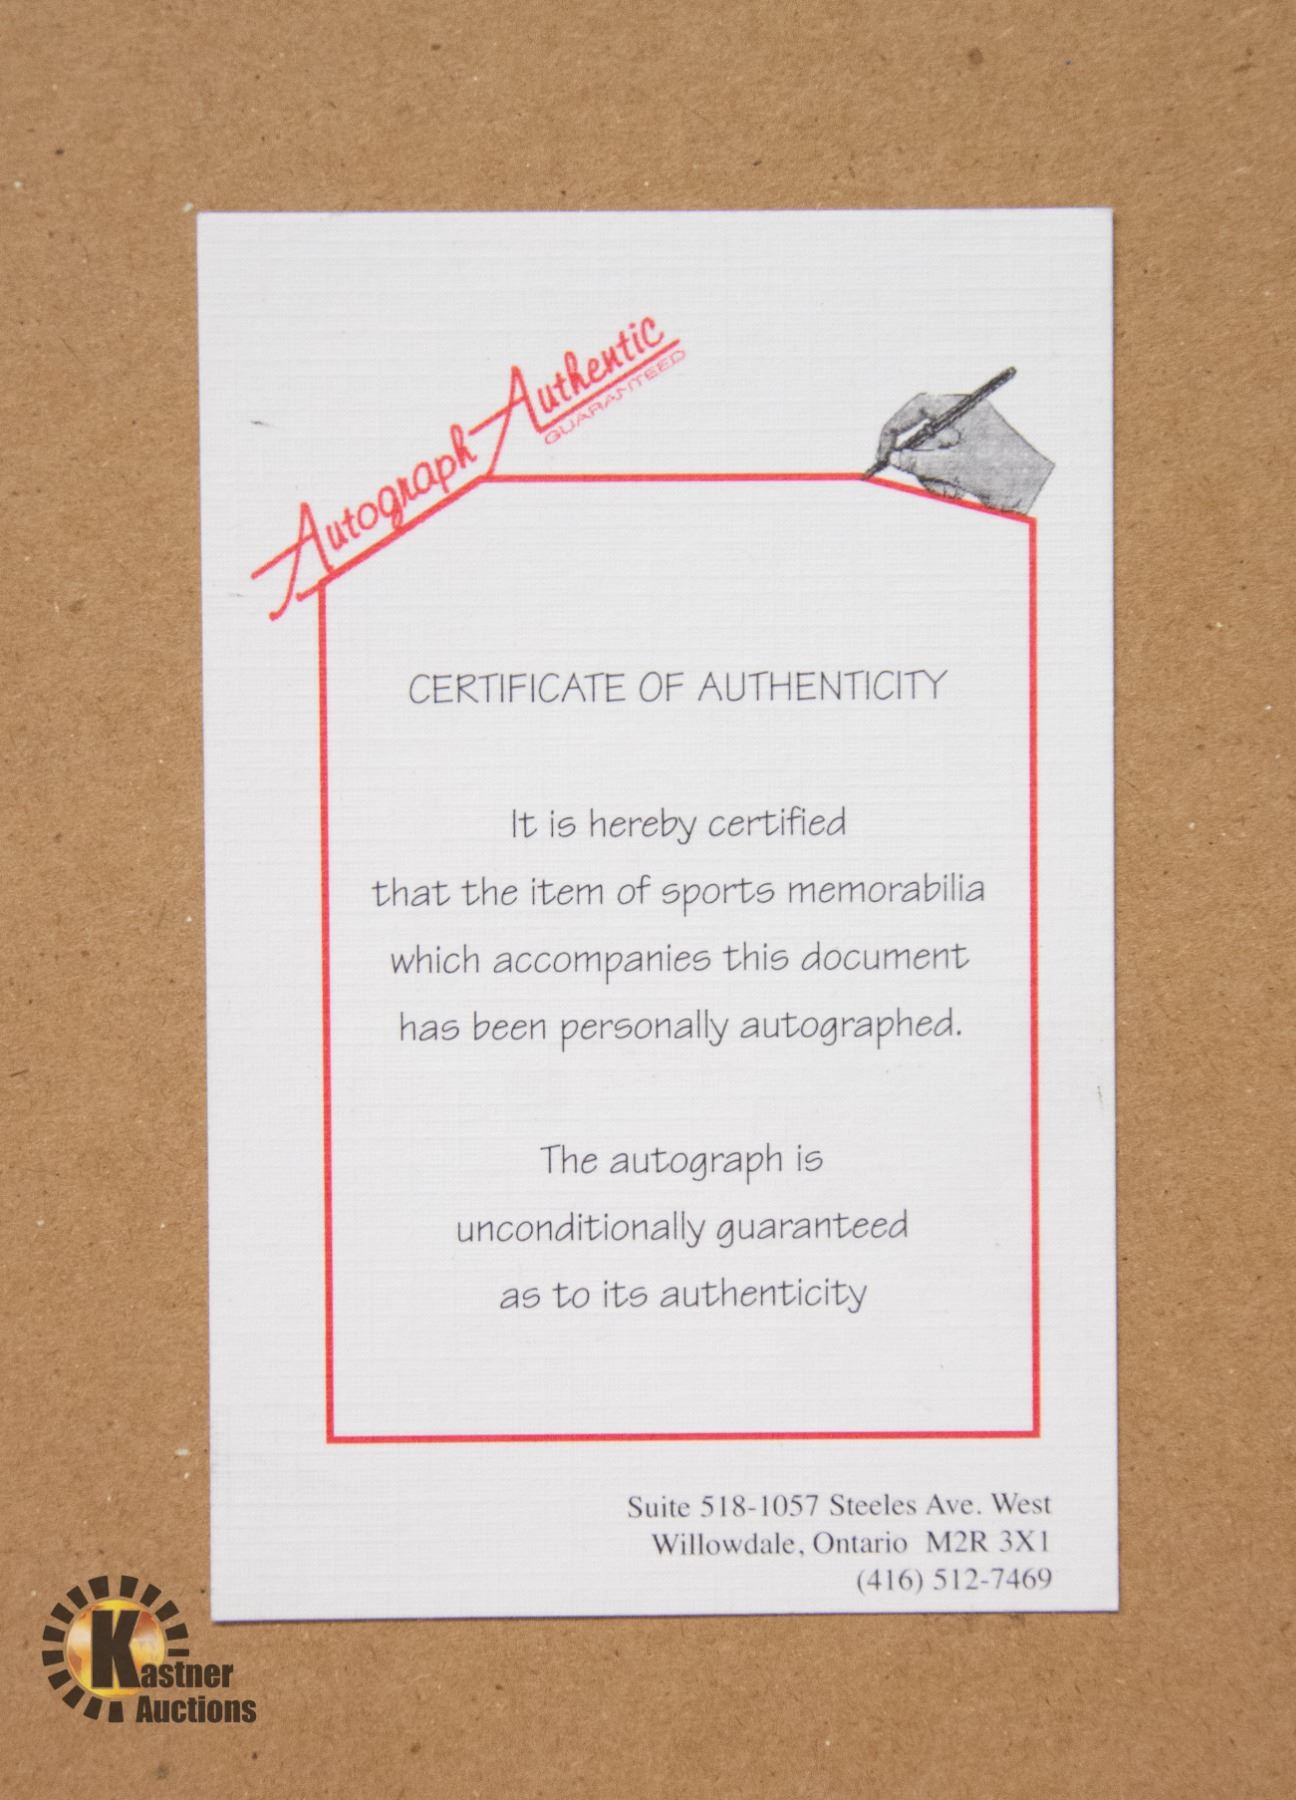 Autograph Authentic
GUARANTEED
CERTIFICATE OF AUTHENTICITY
It is hereby certified
that the item of sports memorabilia
which accompanies this document
has been personally autographed.
The autograph is
unconditionally guaranteed
as to its authenticity
Suite 518-1057 Steeles Ave. West
Willowdale, Ontario M2R 3X1
(416) 512-7469
Kastner
Auctions